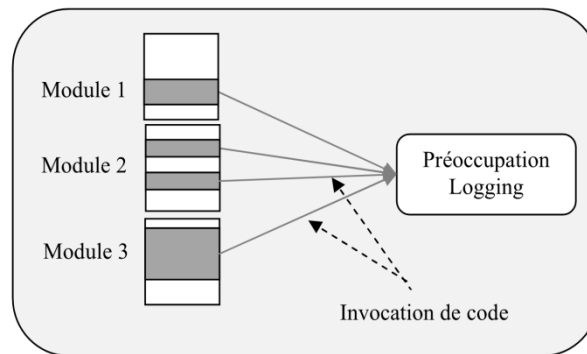 Module 1
Module 2
Module 3
Préoccupation
Logging
Invocation de code